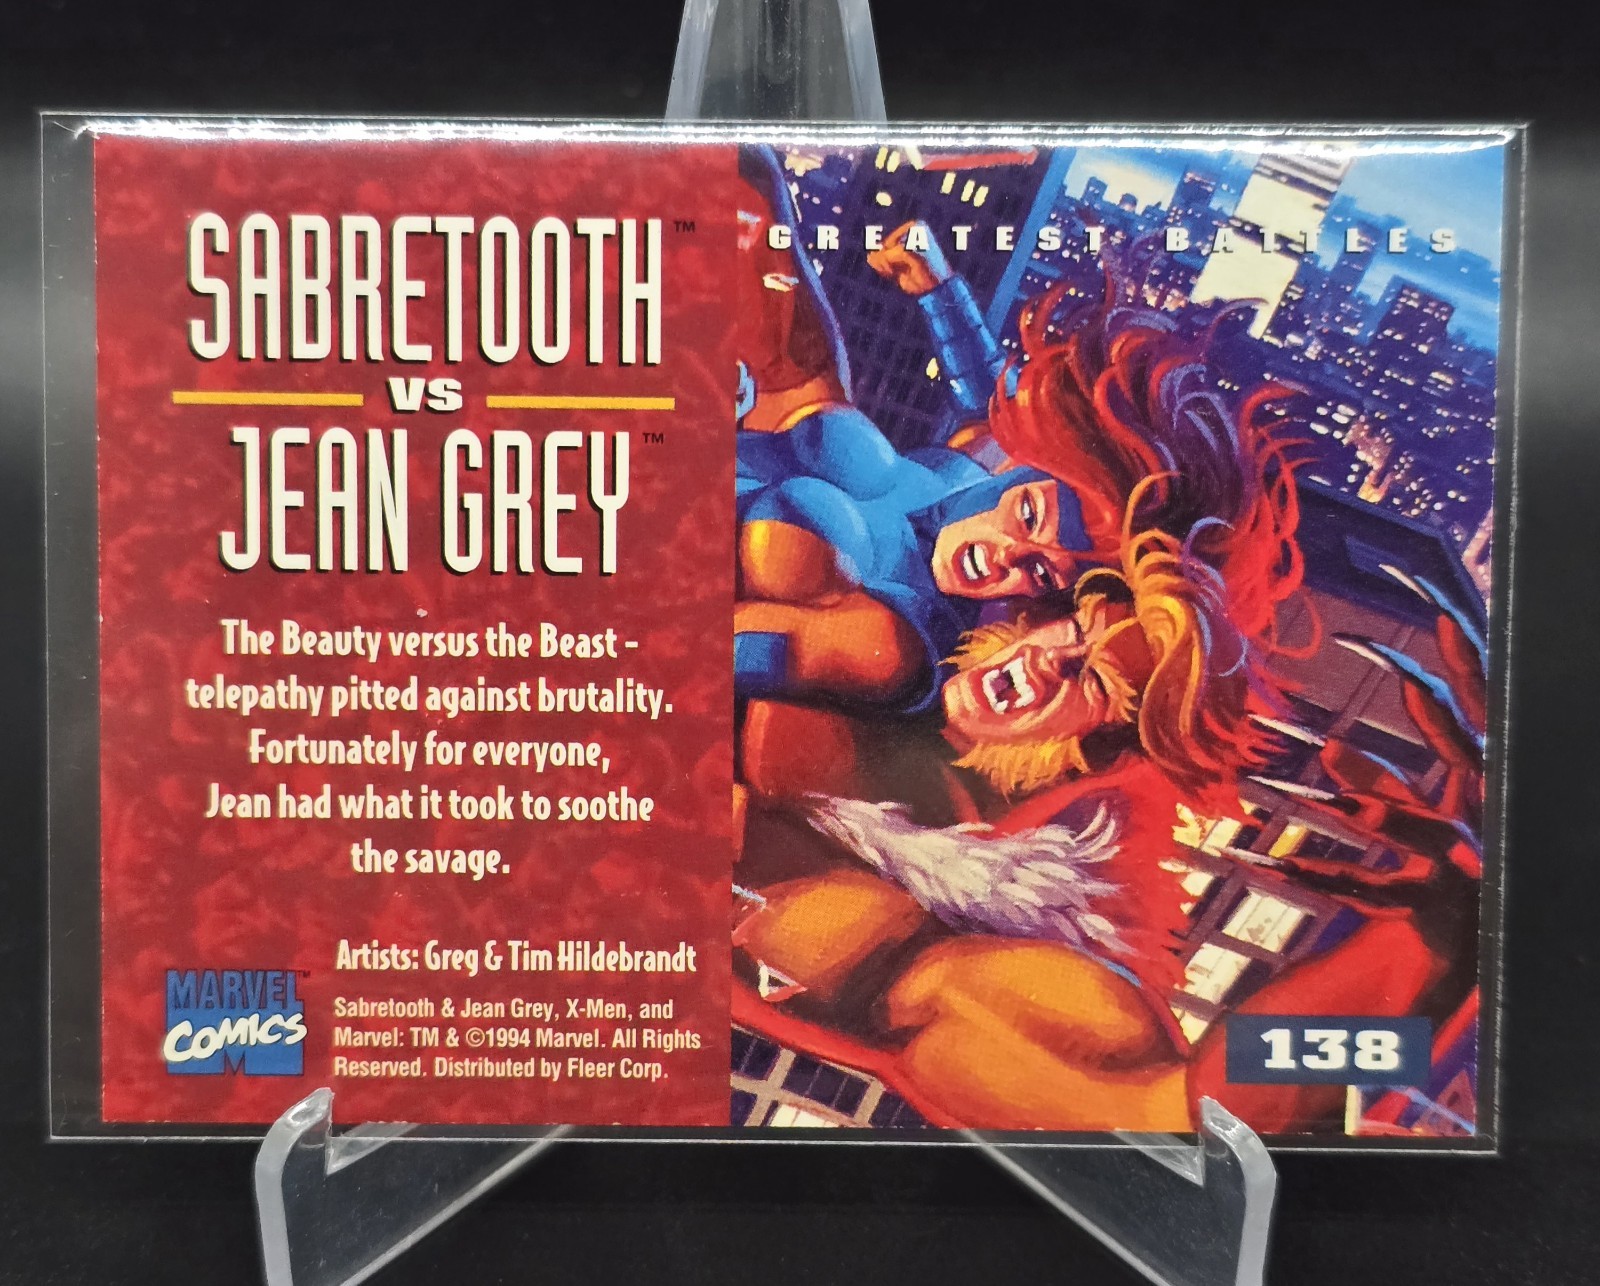 SABRETOOTH™
VS
JEAN GREY™
The Beauty versus the Beast -
telepathy pitted against brutality.
Fortunately for everyone,
Jean had what it took to soothe
the savage.
Artists: Greg & Tim Hildebrandt
Sabretooth & Jean Grey, X-Men, and
Marvel: TM & ©1994 Marvel. All Rights
Reserved. Distributed by Fleer Corp.
MARVEL™
COMICS
GREATEST BATTLES
138